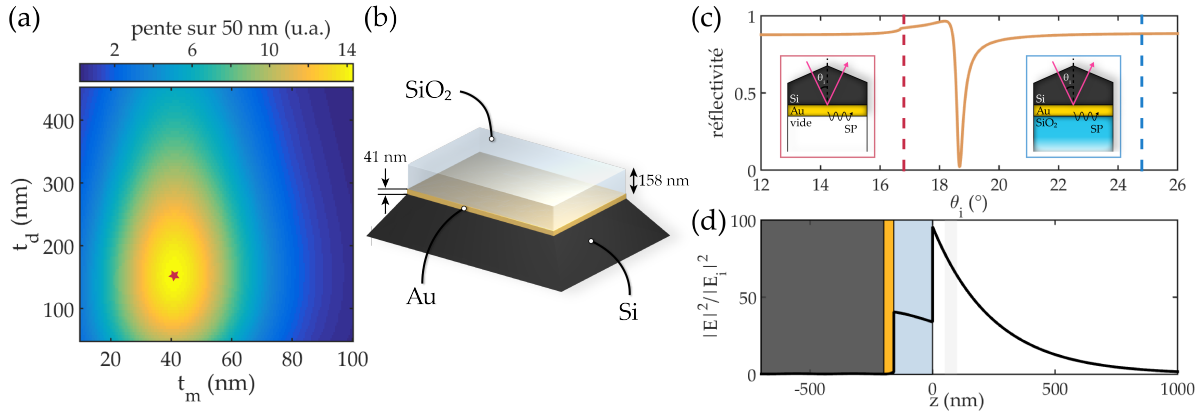 (a)
pente sur 50 nm (u.a.)
2 6 10 14
t_d (nm)
400
300
200
100
20 40 60 80 100
t_m (nm)
(b)
SiO₂
41 nm
158 nm
Au
Si
(c)
réflectivité
1
0.5
0
12 14 16 18 20 22 24 26
θ_i (°)
θ
Si
Au
vide
SP
θ
Si
Au
SiO₂
SP
(d)
|E|²/|E_i|²
100
50
0
-500 0 500 1000
z (nm)